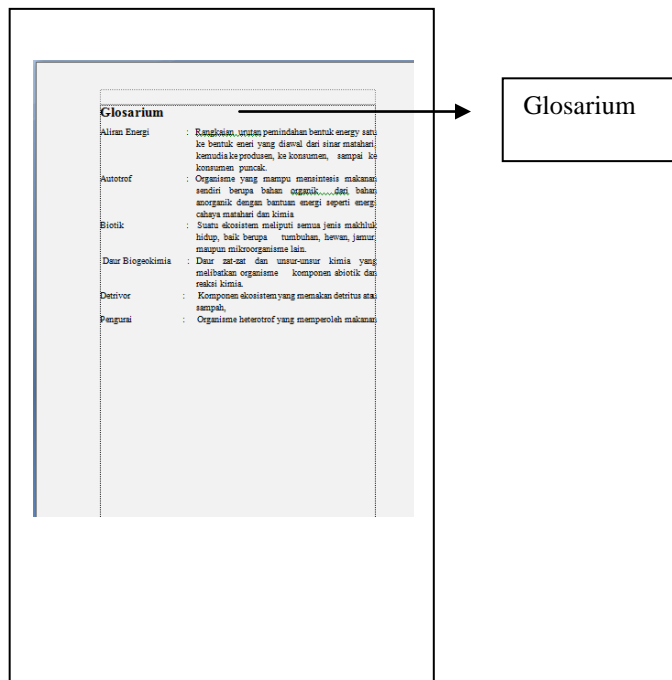 Glosarium
Glosarium
Aliran Energi : Rangkaian urutan pemindahan bentuk energy satu
ke bentuk eneri yang diawal dari sinar matahari,
kemudia ke produsen, ke konsumen, sampai ke
konsumen puncak.
Autotrof : Organisme yang mampu mensintesis makanan
sendiri berupa bahan organik dari bahan
anorganik dengan bantuan energi seperti energi
cahaya matahari dan kimia
Biotik : Suatu ekosistem meliputi semua jenis makhluk
hidup, baik berupa tumbuhan, hewan, jamur,
maupun mikroorganisme lain.
Daur Biogeokimia : Daur zat-zat dan unsur-unsur kimia yang
melibatkan organisme komponen abiotik dan
reaksi kimia.
Detrivor : Komponen ekosistem yang memakan detritus atau
sampah,
Pengurai : Organisme heterotrof yang memperoleh makanan